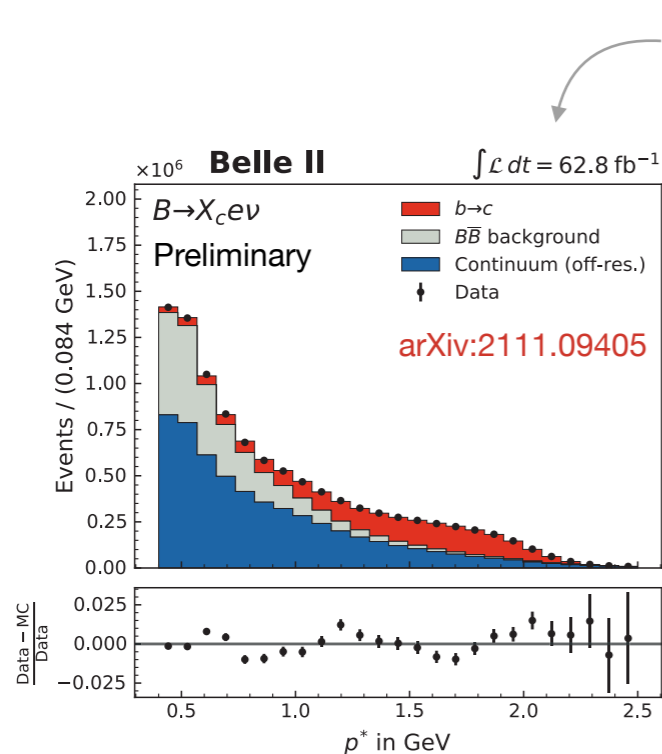 ×10⁶ Belle II ∫ℒ dt = 62.8 fb⁻¹
B→X_c eν
Preliminary
b→c
BB̅ background
Continuum (off-res.)
Data
arXiv:2111.09405
Events / (0.084 GeV)
2.00
1.75
1.50
1.25
1.00
0.75
0.50
0.25
0.00
Data − MC
Data
0.025
0.000
−0.025
0.5 1.0 1.5 2.0 2.5
p* in GeV